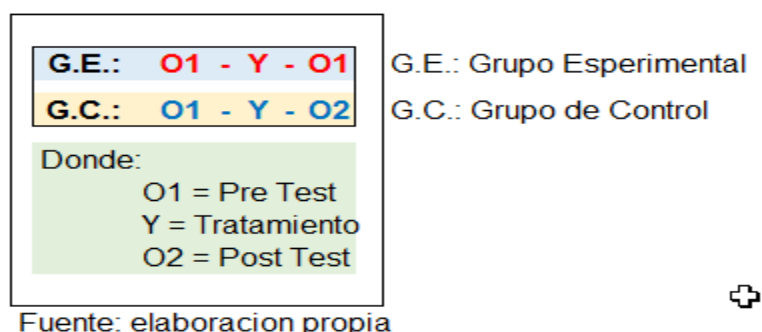 G.E.: O1 - Y - O1 G.E.: Grupo Esperimental
G.C.: O1 - Y - O2 G.C.: Grupo de Control
Donde:
O1 = Pre Test
Y = Tratamiento
O2 = Post Test
Fuente: elaboracion propia